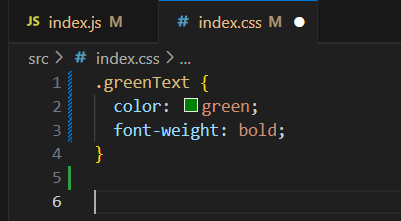 JS index.js M
# index.css M
src > # index.css > ...
1 .greenText {
2 color: green;
3 font-weight: bold;
4 }
5
6